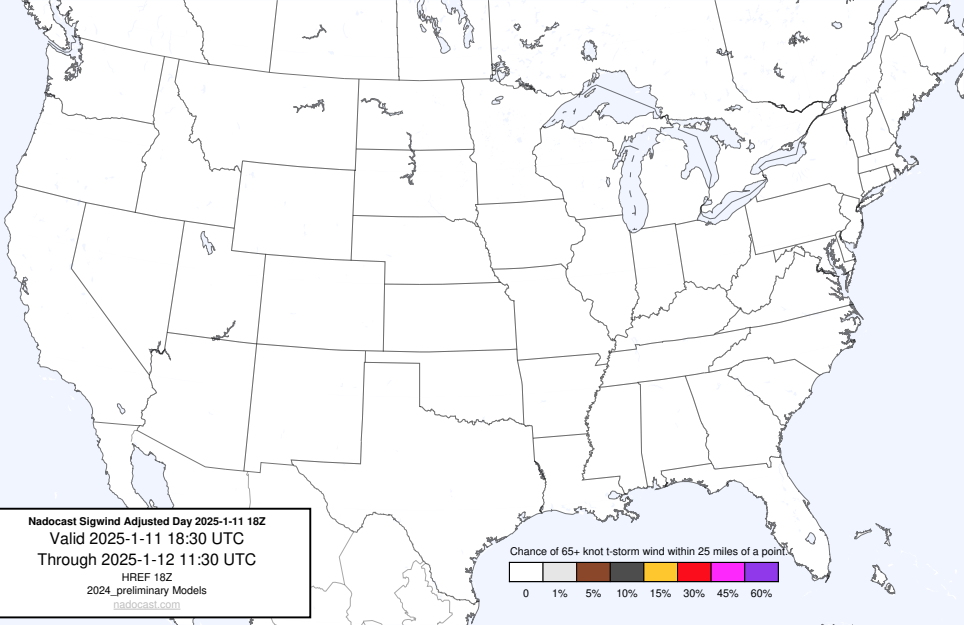 Nadocast Sigwind Adjusted Day 2025-1-11 18Z
Valid 2025-1-11 18:30 UTC
Through 2025-1-12 11:30 UTC
HREF 18Z
2024_preliminary Models
nadocast.com
Chance of 65+ knot t-storm wind within 25 miles of a point.
0 1% 5% 10% 15% 30% 45% 60%